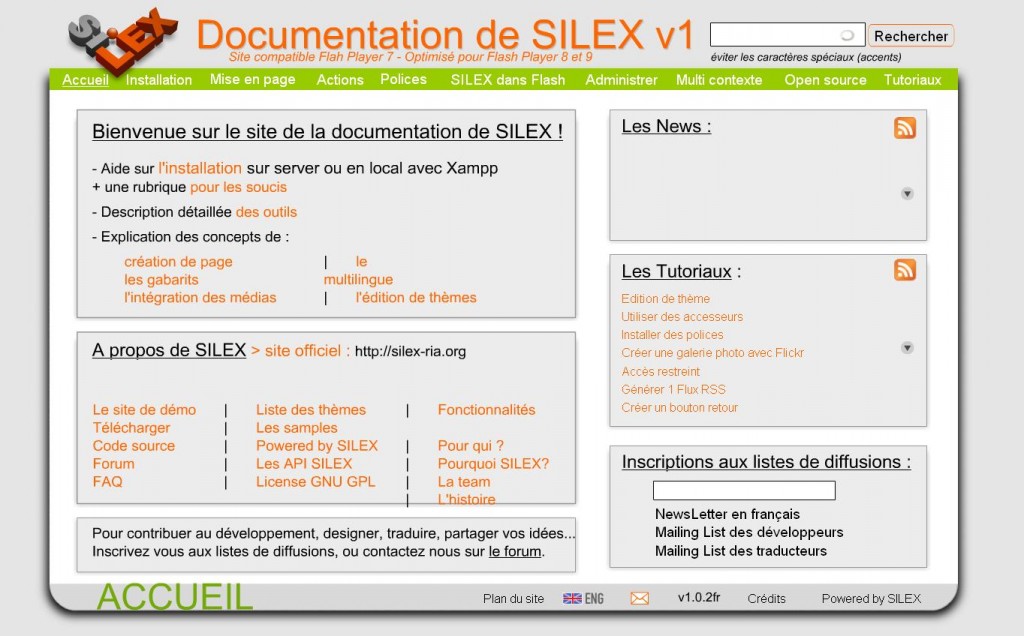 SILEX
Documentation de SILEX v1
Site compatible Flah Player 7 - Optimisé pour Flash Player 8 et 9
Rechercher
éviter les caractères spéciaux (accents)
Accueil Installation Mise en page Actions Polices SILEX dans Flash Administrer Multi contexte Open source Tutoriaux
Bienvenue sur le site de la documentation de SILEX !
- Aide sur l'installation sur server ou en local avec Xampp
+ une rubrique pour les soucis
- Description détaillée des outils
- Explication des concepts de :
création de page | le
les gabarits multilingue
l'intégration des médias | l'édition de thèmes
A propos de SILEX > site officiel : http://silex-ria.org
Le site de démo | Liste des thèmes | Fonctionnalités
Télécharger | Les samples
Code source | Powered by SILEX | Pour qui ?
Forum | Les API SILEX | Pourquoi SILEX?
FAQ | License GNU GPL | La team
| L'histoire
Pour contribuer au développement, designer, traduire, partager vos idées...
Inscrivez vous aux listes de diffusions, ou contactez nous sur le forum.
Les News :
Les Tutoriaux :
Edition de thème
Utiliser des accesseurs
Installer des polices
Créer une galerie photo avec Flickr
Accès restreint
Générer 1 Flux RSS
Créer un bouton retour
Inscriptions aux listes de diffusions :
NewsLetter en français
Mailing List des développeurs
Mailing List des traducteurs
ACCUEIL
Plan du site ENG v1.0.2fr Crédits Powered by SILEX